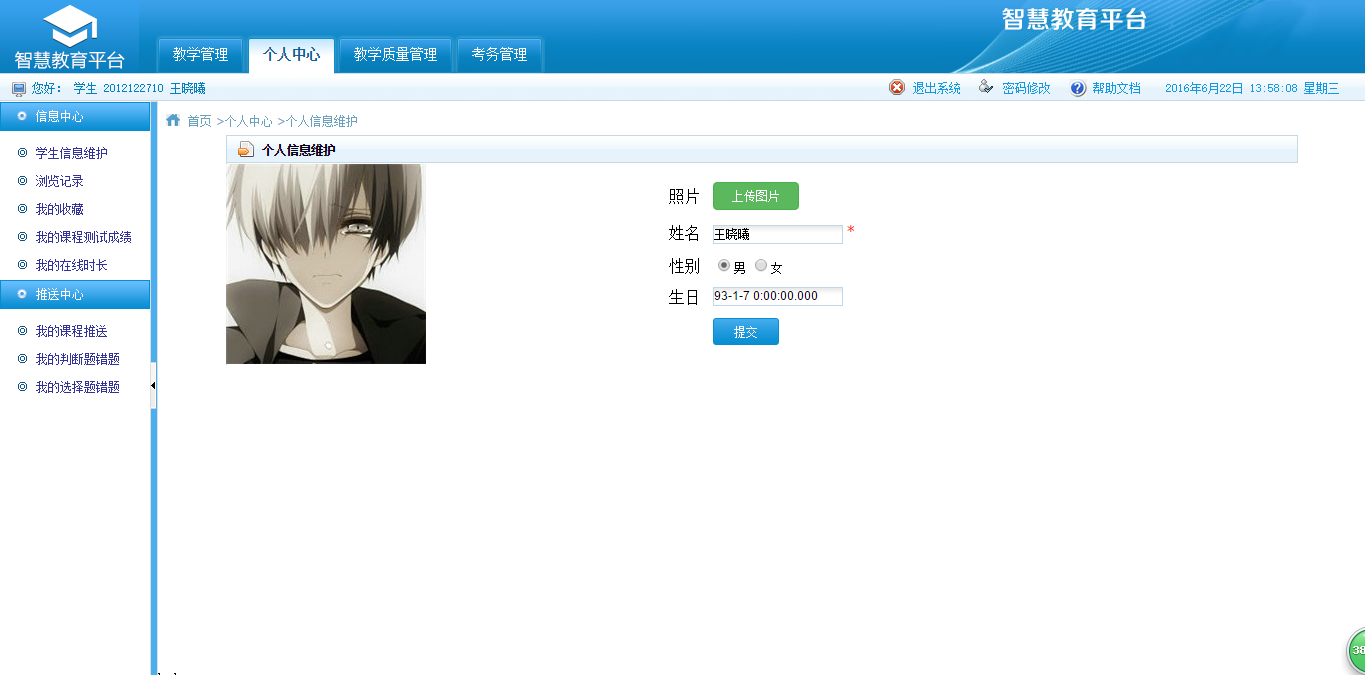 智慧教育平台
智慧教育平台
教学管理 个人中心 教学质量管理 考务管理
您好： 学生 2012122710 王晓曦 退出系统 密码修改 帮助文档 2016年6月22日 13:58:08 星期三
信息中心
学生信息维护
浏览记录
我的收藏
我的课程测试成绩
我的在线时长
推送中心
我的课程推送
我的判断题错题
我的选择题错题
首页 >个人中心 >个人信息维护
个人信息维护
照片 上传图片
姓名 王晓曦 *
性别 男 女
生日 93-1-7 0:00:00.000
提交
38